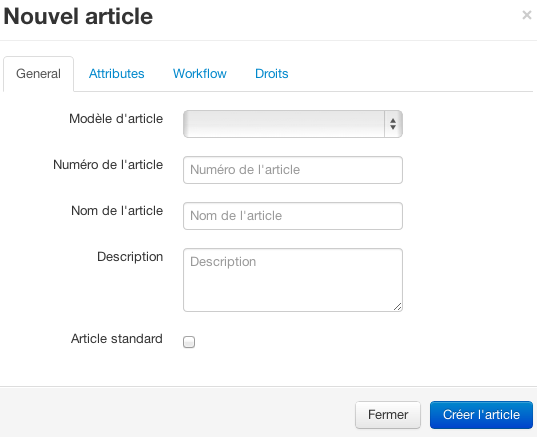 Nouvel article
×
General Attributes Workflow Droits
Modèle d'article
Numéro de l'article Numéro de l'article
Nom de l'article Nom de l'article
Description Description
Article standard
Fermer Créer l'article